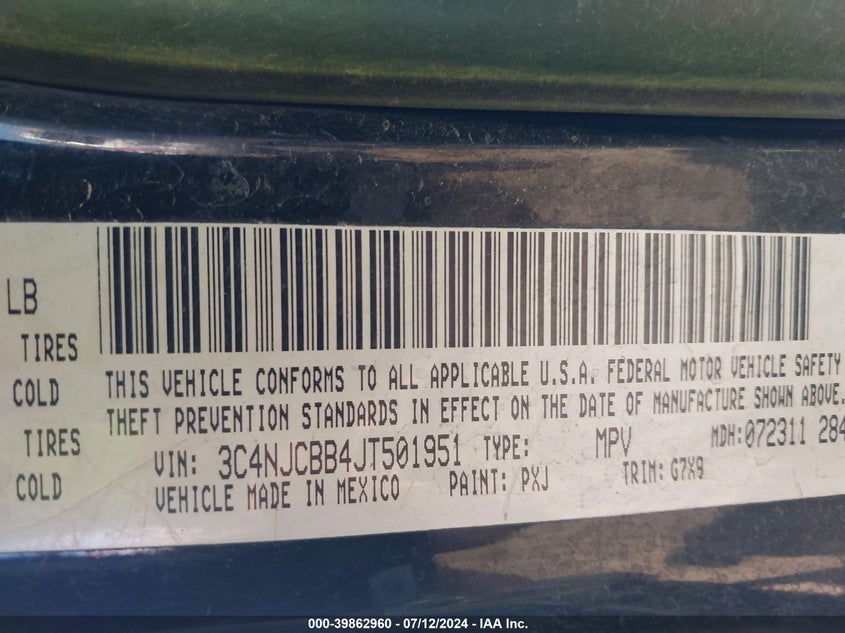 LB
TIRES
COLD
TIRES
COLD
THIS VEHICLE CONFORMS TO ALL APPLICABLE U.S.A. FEDERAL MOTOR VEHICLE SAFETY
THEFT PREVENTION STANDARDS IN EFFECT ON THE DATE OF MANUFACTURE SHOWN ABOVE.
VIN: 3C4NJCBB4JT501951 TYPE: MPV MDH:072311 284
VEHICLE MADE IN MEXICO PAINT: PXJ TRIM: G7X9
000-39862960 - 07/12/2024 - IAA Inc.